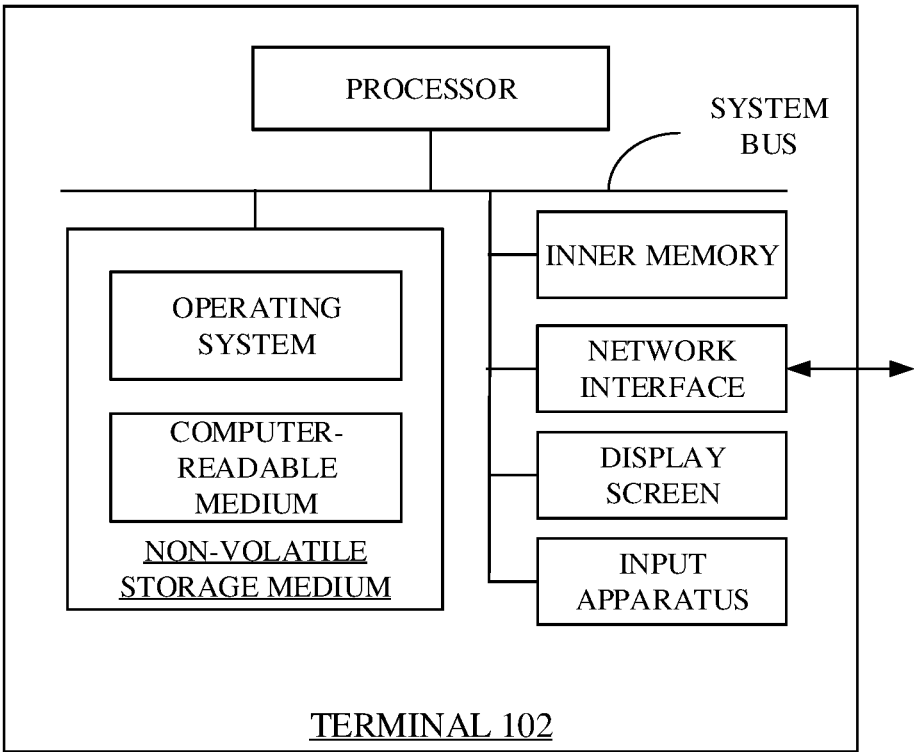 PROCESSOR
SYSTEM
BUS
OPERATING
SYSTEM
COMPUTER-
READABLE
MEDIUM
NON-VOLATILE
STORAGE MEDIUM
INNER MEMORY
NETWORK
INTERFACE
DISPLAY
SCREEN
INPUT
APPARATUS
TERMINAL 102